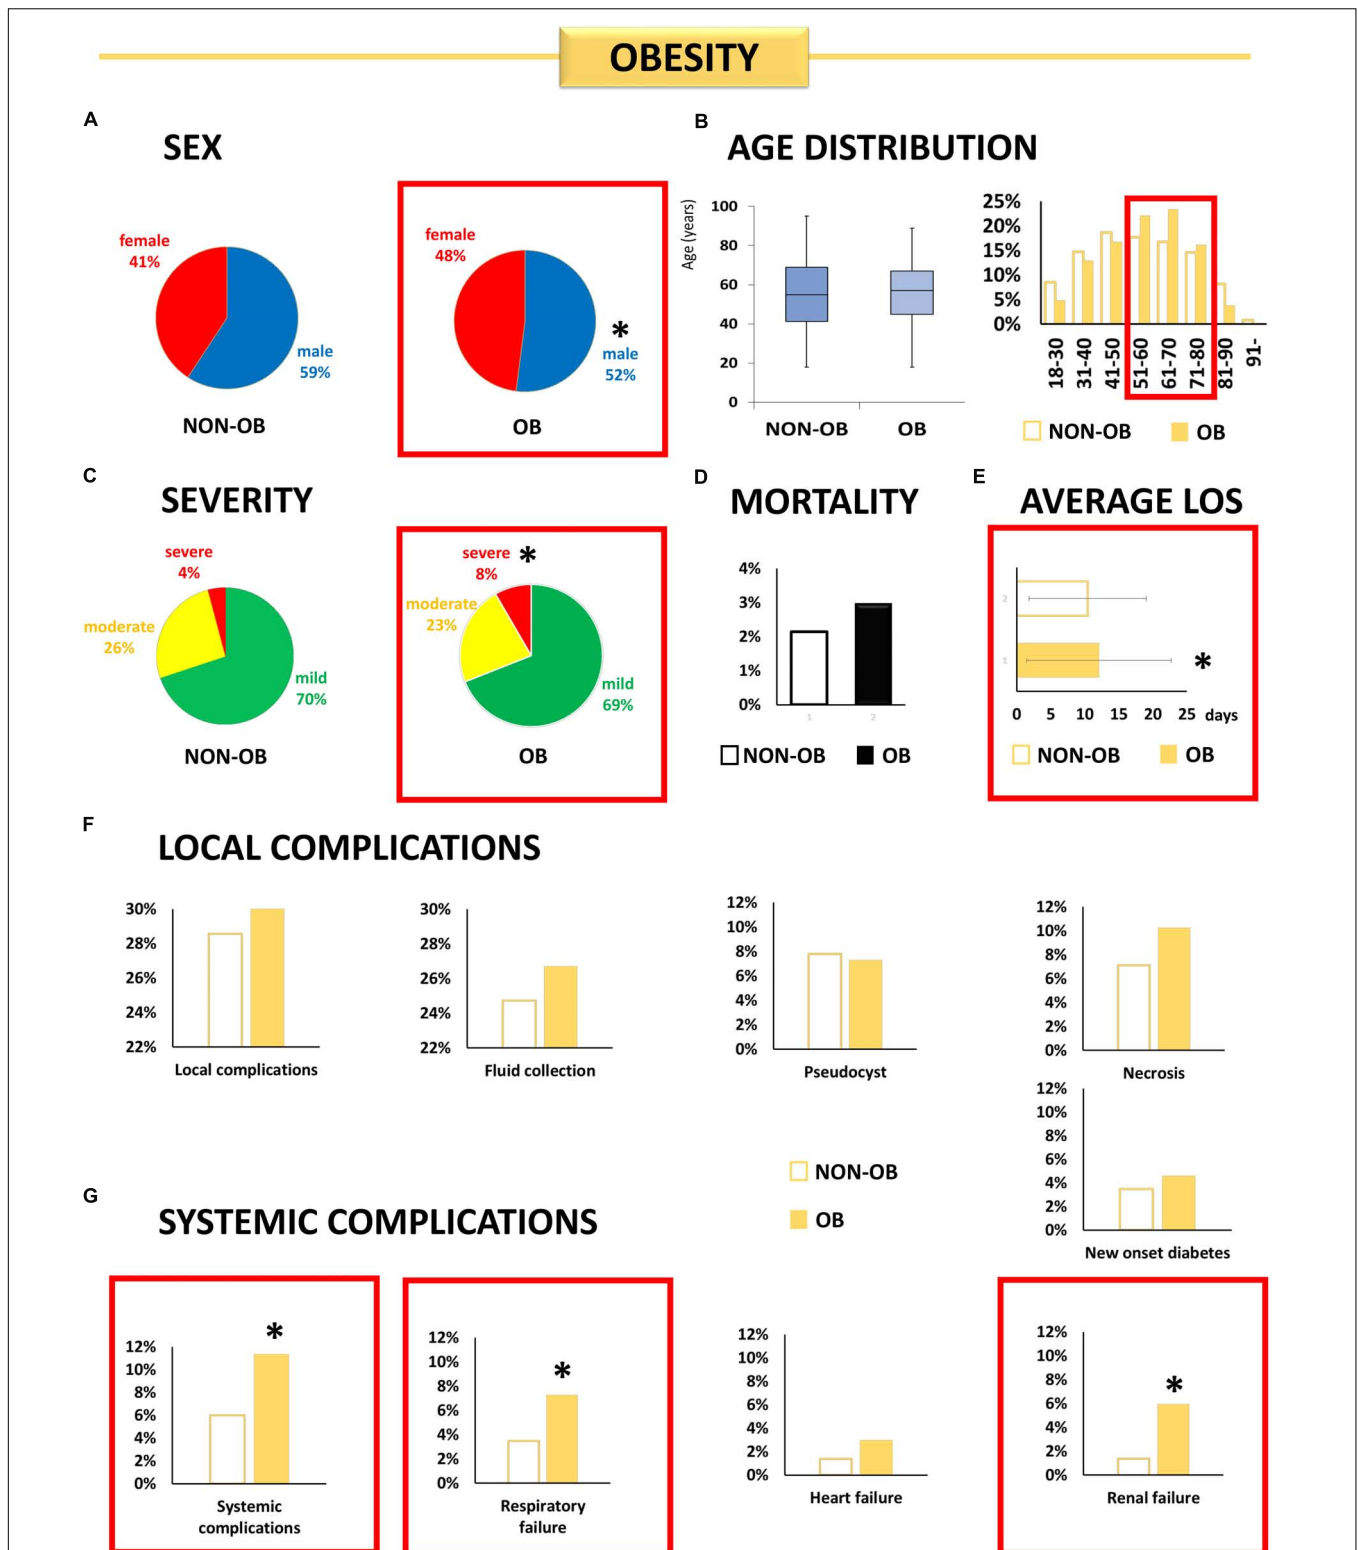 OBESITY
A
SEX
female
41%
male
59%
NON-OB
female
48%
*
male
52%
OB
B
AGE DISTRIBUTION
Age (years)
100
80
60
40
20
0
NON-OB OB
25%
20%
15%
10%
5%
0%
18-30
31-40
41-50
51-60
61-70
71-80
81-90
91-
NON-OB OB
C
SEVERITY
severe
4%
moderate
26%
mild
70%
NON-OB
severe *
8%
moderate
23%
mild
69%
OB
D
MORTALITY
4%
3%
2%
1%
0%
1 2
NON-OB OB
E
AVERAGE LOS
2
1
*
0 5 10 15 20 25 days
NON-OB OB
F
LOCAL COMPLICATIONS
30%
28%
26%
24%
22%
Local complications
30%
28%
26%
24%
22%
Fluid collection
12%
10%
8%
6%
4%
2%
0%
Pseudocyst
12%
10%
8%
6%
4%
2%
0%
Necrosis
12%
10%
8%
6%
4%
2%
0%
New onset diabetes
NON-OB
OB
G
SYSTEMIC COMPLICATIONS
*
12%
10%
8%
6%
4%
2%
0%
Systemic
complications
*
12%
10%
8%
6%
4%
2%
0%
Respiratory
failure
12%
10%
8%
6%
4%
2%
0%
Heart failure
*
12%
10%
8%
6%
4%
2%
0%
Renal failure